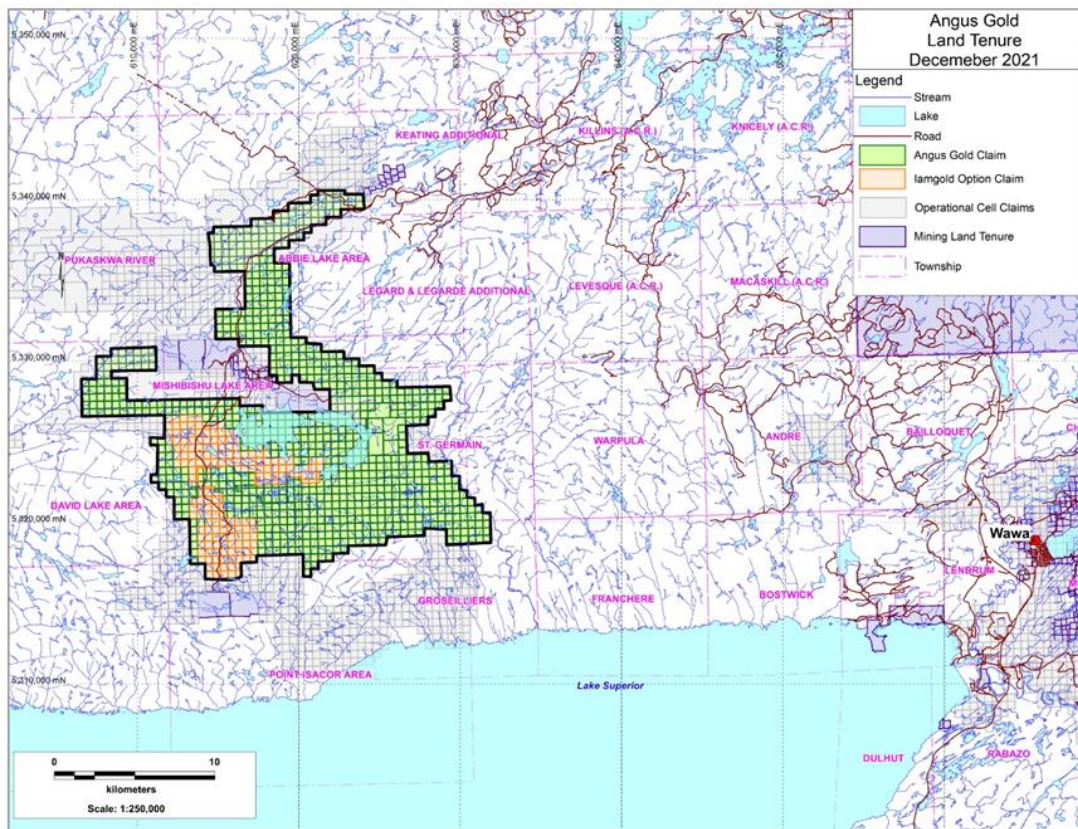 Angus Gold
Land Tenure
Decemeber 2021
Legend
Stream
Lake
Road
Angus Gold Claim
Iamgold Option Claim
Operational Cell Claims
Mining Land Tenure
Township
5,350,000 mN
610,000 mE
620,000 mE
KEATING ADDITIONAL
KILLINS (A.C.R.)
KNICELY (A.C.R.)
5,340,000 mN
PUKASKWA RIVER
ABBIE LAKE AREA
LEGARD & LEGARDE ADDITIONAL
LEVESQUE (A.C.R.)
MACASKILL (A.C.R.)
N
5,330,000 mN
MISHIBISHU LAKE AREA
ST. GERMAIN
WARPULA
ANDRE
BAILLOQUET
DAVID LAKE AREA
5,320,000 mN
Wawa
LENDRUM
GROSEILLIERS
FRANCHERE
BOSTWICK
POINT ISACOR AREA
5,310,000 mN
Lake Superior
DULHUT
RABAZO
0 10
kilometers
Scale: 1:250,000